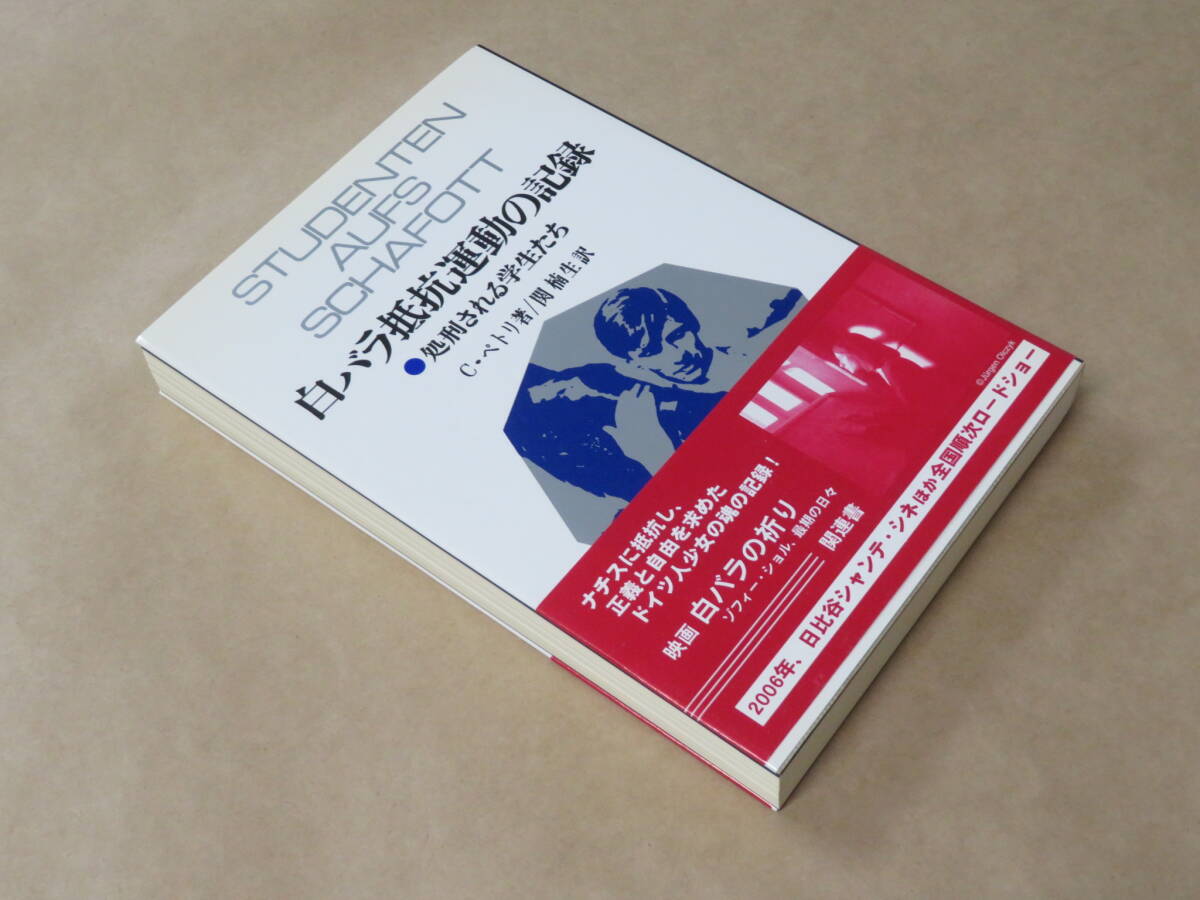 STUDENTEN
AUFS
SCHAFOTT
白バラ抵抗運動の記録
●処刑される学生たち
C・ペトリ著/関楠生訳
©Jürgen Olczyk
ナチスに抵抗し、
正義と自由を求めた
ドイツ人少女の魂の記録!
映画 白バラの祈り
ゾフィー・ショル、最期の日々
関連書
2006年、日比谷シャンテ・シネほか全国順次ロードショー